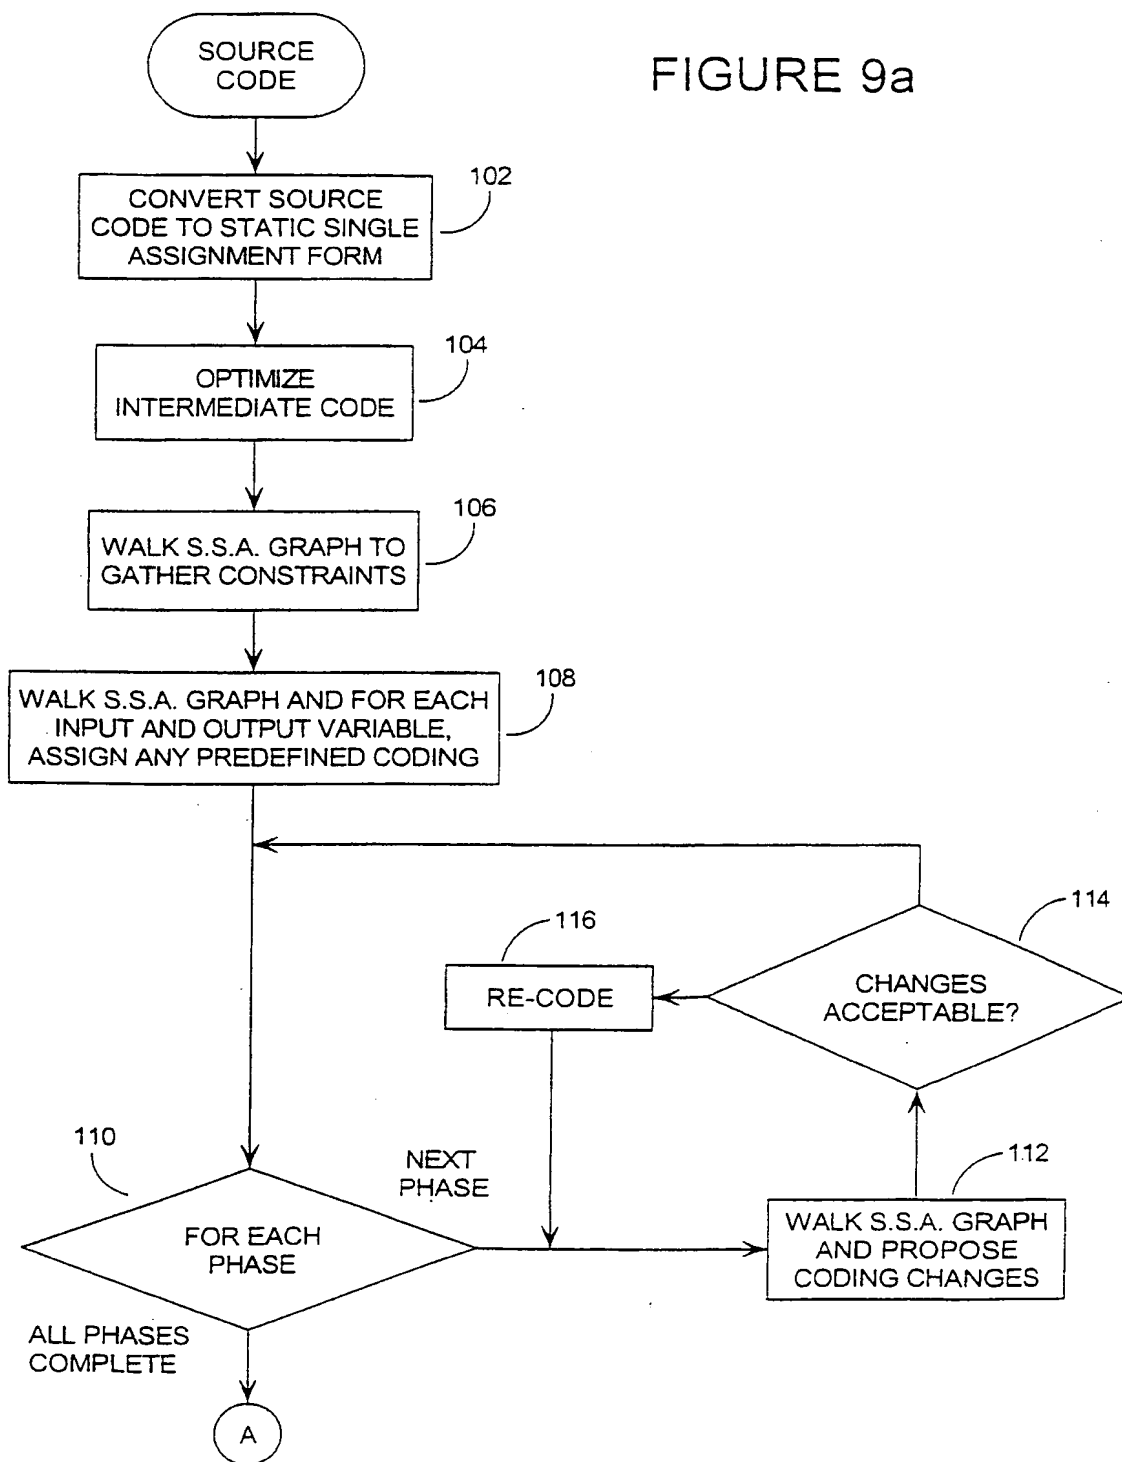 FIGURE 9a
SOURCE
CODE
102
CONVERT SOURCE
CODE TO STATIC SINGLE
ASSIGNMENT FORM
104
OPTIMIZE
INTERMEDIATE CODE
106
WALK S.S.A. GRAPH TO
GATHER CONSTRAINTS
108
WALK S.S.A. GRAPH AND FOR EACH
INPUT AND OUTPUT VARIABLE,
ASSIGN ANY PREDEFINED CODING
114
CHANGES
ACCEPTABLE?
116
RE-CODE
110
FOR EACH
PHASE
NEXT
PHASE
112
WALK S.S.A. GRAPH
AND PROPOSE
CODING CHANGES
ALL PHASES
COMPLETE
A